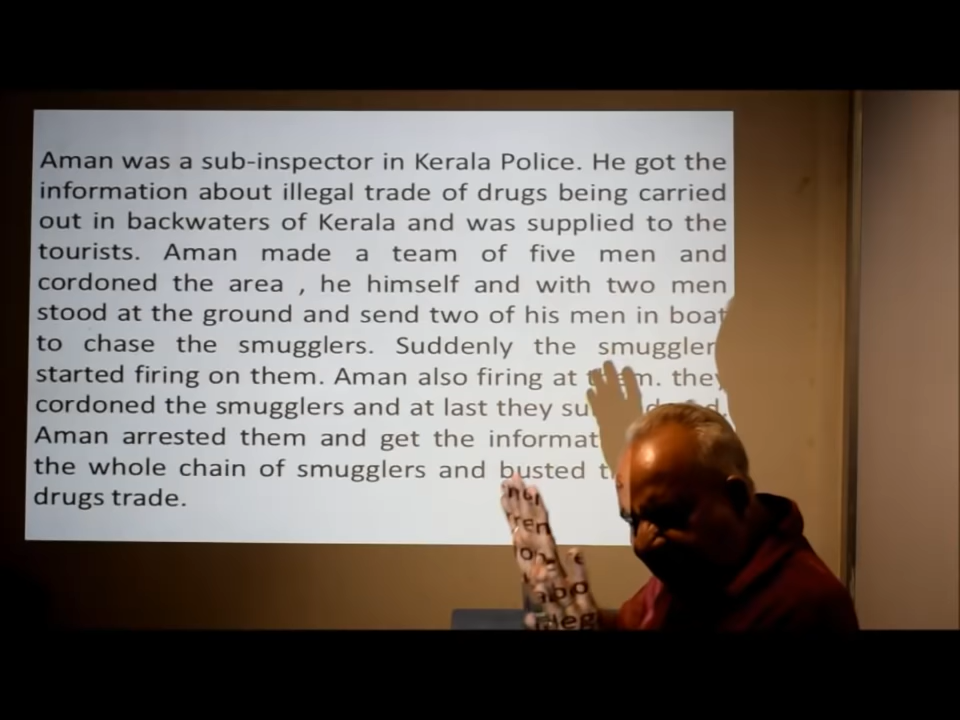 Aman was a sub-inspector in Kerala Police. He got the
information about illegal trade of drugs being carried
out in backwaters of Kerala and was supplied to the
tourists. Aman made a team of five men and
cordoned the area , he himself and with two men
stood at the ground and send two of his men in boat
to chase the smugglers. Suddenly the smuggler
started firing on them. Aman also firing at them. they
cordoned the smugglers and at last they
Aman arrested them and get the
the whole chain of smugglers and busted
drugs trade.